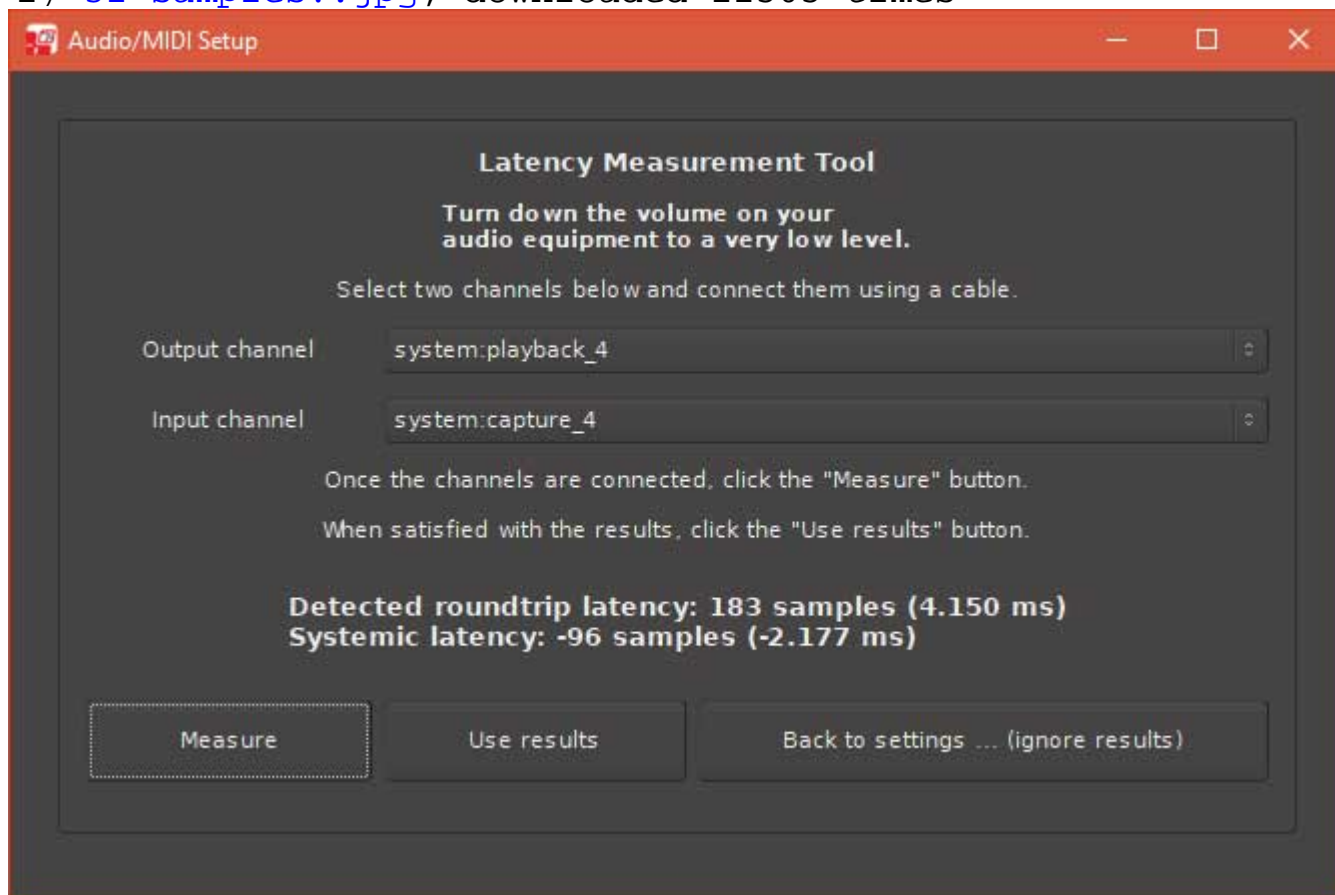 Audio/MIDI Setup
Latency Measurement Tool
Turn down the volume on your
audio equipment to a very low level.
Select two channels below and connect them using a cable.
Output channel system:playback_4
Input channel system:capture_4
Once the channels are connected, click the "Measure" button.
When satisfied with the results, click the "Use results" button.
Detected roundtrip latency: 183 samples (4.150 ms)
Systemic latency: -96 samples (-2.177 ms)
Measure Use results Back to settings ... (ignore results)